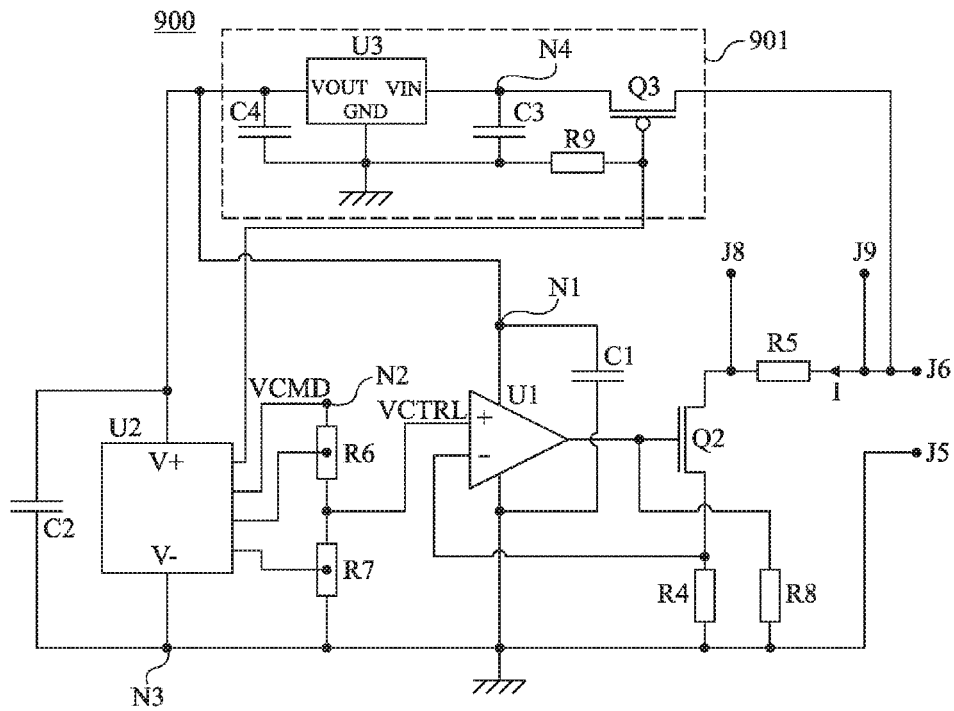 900
901
U3
N4
VOUT VIN
GND
Q3
C4
C3
R9
J8
J9
N1
C1
R5
J6
I
VCMD
N2
U1
VCTRL
+
-
Q2
J5
U2
V+
V-
R6
R7
C2
R4
R8
N3